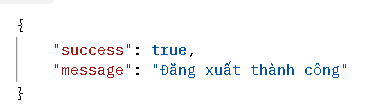 {
"success": true,
"message": "Đăng xuất thành công"
}